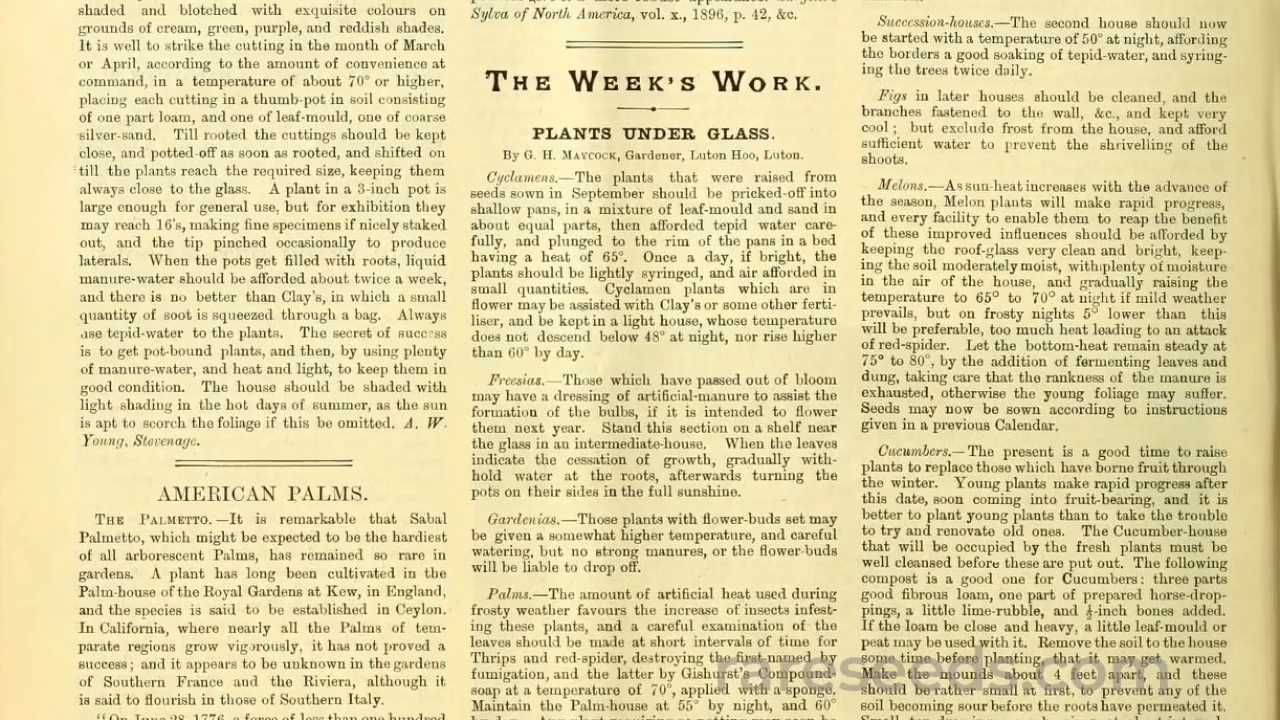 shaded and blotched with exquisite colours on
grounds of cream, green, purple, and reddish shades.
It is well to strike the cutting in the month of March
or April, according to the amount of convenience at
command, in a temperature of about 70° or higher,
placing each cutting in a thumb-pot in soil consisting
of one part loam, and one of leaf-mould, one of coarse
silver-sand. Till rooted the cuttings should be kept
close, and potted-off as soon as rooted, and shifted on
till the plants reach the required size, keeping them
always close to the glass. A plant in a 3-inch pot is
large enough for general use, but for exhibition they
may reach 16's, making fine specimens if nicely staked
out, and the tip pinched occasionally to produce
laterals. When the pots get filled with roots, liquid
manure-water should be afforded about twice a week,
and there is no better than Clay's, in which a small
quantity of soot is squeezed through a bag. Always
use tepid-water to the plants. The secret of success
is to get pot-bound plants, and then, by using plenty
of manure-water, and heat and light, to keep them in
good condition. The house should be shaded with
light shading in the hot days of summer, as the sun
is apt to scorch the foliage if this be omitted. A. W.
Young, Stevenage.
AMERICAN PALMS.
THE PALMETTO.—It is remarkable that Sabal
Palmetto, which might be expected to be the hardiest
of all arborescent Palms, has remained so rare in
gardens. A plant has long been cultivated in the
Palm-house of the Royal Gardens at Kew, in England,
and the species is said to be established in Ceylon.
In California, where nearly all the Palms of tem-
parate regions grow vigorously, it has not proved a
success; and it appears to be unknown in the gardens
of Southern France and the Riviera, although it
is said to flourish in those of Southern Italy.
"On June 28, 1776, a force of less than one hundred
Sylva of North America, vol. x., 1896, p. 42, &c.
THE WEEK'S WORK.
PLANTS UNDER GLASS.
By G. H. MAYCOCK, Gardener, Luton Hoo, Luton.
Cyclamens.—The plants that were raised from
seeds sown in September should be pricked-off into
shallow pans, in a mixture of leaf-mould and sand in
about equal parts, then afforded tepid water care-
fully, and plunged to the rim of the pans in a bed
having a heat of 65°. Once a day, if bright, the
plants should be lightly syringed, and air afforded in
small quantities. Cyclamen plants which are in
flower may be assisted with Clay's or some other ferti-
liser, and be kept in a light house, whose temperature
does not descend below 48° at night, nor rise higher
than 60° by day.
Freesias.—Those which have passed out of bloom
may have a dressing of artificial-manure to assist the
formation of the bulbs, if it is intended to flower
them next year. Stand this section on a shelf near
the glass in an intermediate-house. When the leaves
indicate the cessation of growth, gradually with-
hold water at the roots, afterwards turning the
pots on their sides in the full sunshine.
Gardenias.—Those plants with flower-buds set may
be given a somewhat higher temperature, and careful
watering, but no strong manures, or the flower-buds
will be liable to drop off.
Palms.—The amount of artificial heat used during
frosty weather favours the increase of insects infest-
ing these plants, and a careful examination of the
leaves should be made at short intervals of time for
Thrips and red-spider, destroying the first-named by
fumigation, and the latter by Gishurst's Compound-
soap at a temperature of 70°, applied with a sponge.
Maintain the Palm-house at 55° by night, and 60°
Succession-houses.—The second house should now
be started with a temperature of 50° at night, affording
the borders a good soaking of tepid-water, and syring-
ing the trees twice daily.
Figs in later houses should be cleaned, and the
branches fastened to the wall, &c., and kept very
cool; but exclude frost from the house, and afford
sufficient water to prevent the shrivelling of the
shoots.
Melons.—As sun-heat increases with the advance of
the season, Melon plants will make rapid progress,
and every facility to enable them to reap the benefit
of these improved influences should be afforded by
keeping the roof-glass very clean and bright, keep-
ing the soil moderately moist, with plenty of moisture
in the air of the house, and gradually raising the
temperature to 65° to 70° at night if mild weather
prevails, but on frosty nights 5° lower than this
will be preferable, too much heat leading to an attack
of red-spider. Let the bottom-heat remain steady at
75° to 80°, by the addition of fermenting leaves and
dung, taking care that the rankness of the manure is
exhausted, otherwise the young foliage may suffer.
Seeds may now be sown according to instructions
given in a previous Calendar.
Cucumbers.—The present is a good time to raise
plants to replace those which have borne fruit through
the winter. Young plants make rapid progress after
this date, soon coming into fruit-bearing, and it is
better to plant young plants than to take the trouble
to try and renovate old ones. The Cucumber-house
that will be occupied by the fresh plants must be
well cleansed before these are put out. The following
compost is a good one for Cucumbers: three parts
good fibrous loam, one part of prepared horse-drop-
pings, a little lime-rubble, and ½-inch bones added.
If the loam be close and heavy, a little leaf-mould or
peat may be used with it. Remove the soil to the house
some time before planting, that it may get warmed.
Make the mounds about 4 feet apart, and these
should be rather small at first, to prevent any of the
soil becoming sour before the roots have permeated it.
rareseeds.com